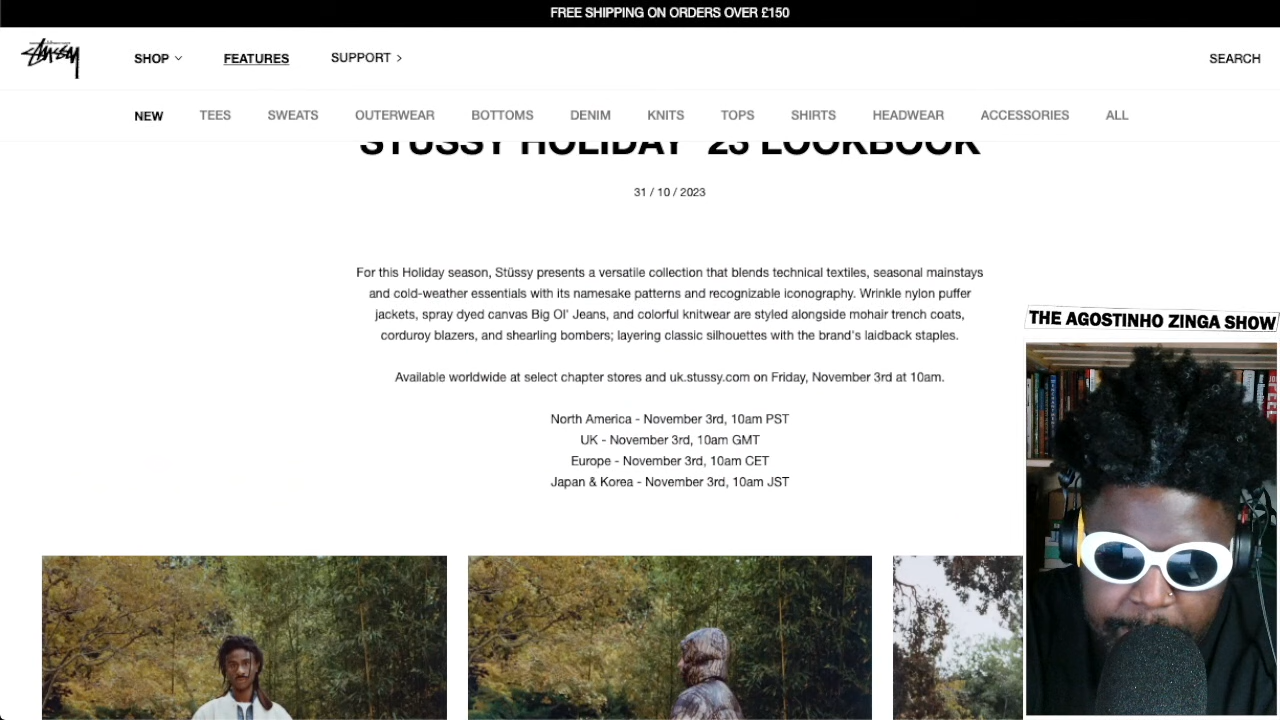 FREE SHIPPING ON ORDERS OVER £150
Stüssy
SHOP FEATURES SUPPORT SEARCH
NEW TEES SWEATS OUTERWEAR BOTTOMS DENIM KNITS TOPS SHIRTS HEADWEAR ACCESSORIES ALL
STÜSSY HOLIDAY '23 LOOKBOOK
31 / 10 / 2023
For this Holiday season, Stüssy presents a versatile collection that blends technical textiles, seasonal mainstays
and cold-weather essentials with its namesake patterns and recognizable iconography. Wrinkle nylon puffer
jackets, spray dyed canvas Big Ol' Jeans, and colorful knitwear are styled alongside mohair trench coats,
corduroy blazers, and shearling bombers; layering classic silhouettes with the brand's laidback staples.
Available worldwide at select chapter stores and uk.stussy.com on Friday, November 3rd at 10am.
North America - November 3rd, 10am PST
UK - November 3rd, 10am GMT
Europe - November 3rd, 10am CET
Japan & Korea - November 3rd, 10am JST
THE AGOSTINHO ZINGA SHOW